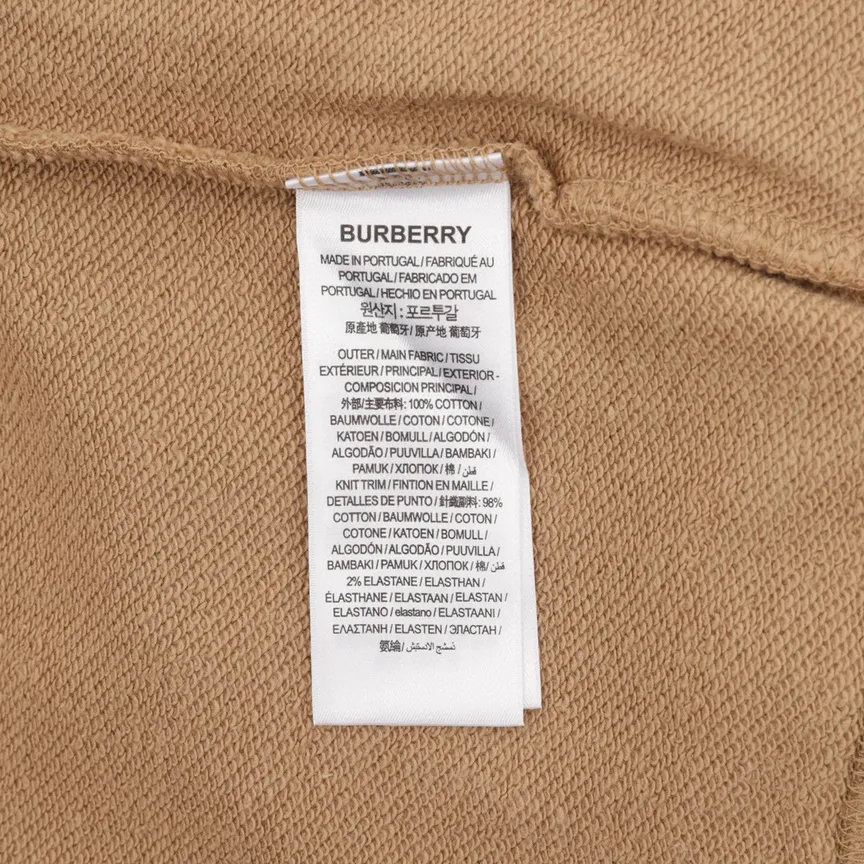 BURBERRY
MADE IN PORTUGAL / FABRIQUÉ AU
PORTUGAL / FABRICADO EM
PORTUGAL / HECHO EN PORTUGAL
원산지 : 포르투갈
原產地 葡萄牙/ 原产地 葡萄牙
OUTER / MAIN FABRIC / TISSU
EXTÉRIEUR / PRINCIPAL / EXTERIOR -
COMPOSICION PRINCIPAL /
外部/主要布料: 100% COTTON /
BAUMWOLLE / COTON / COTONE /
KATOEN / BOMULL / ALGODÓN /
ALGODÃO / PUUVILLA / BAMBAKI /
PAMUK / ХЛОПОК / 棉 / قطن
KNIT TRIM / FINTION EN MAILLE /
DETALLES DE PUNTO / 針織副料: 98%
COTTON / BAUMWOLLE / COTON /
COTONE / KATOEN / BOMULL /
ALGODÓN / ALGODÃO / PUUVILLA /
BAMBAKI / PAMUK / ХЛОПОК / 棉/ قطن
2% ELASTANE / ELASTHAN /
ÉLASTHANE / ELASTAAN / ELASTAN /
ELASTANO / elastano / ELASTAANI /
ΕΛΑΣΤΑΝΗ / ELASTEN / ЭЛАСТАН /
氨綸/